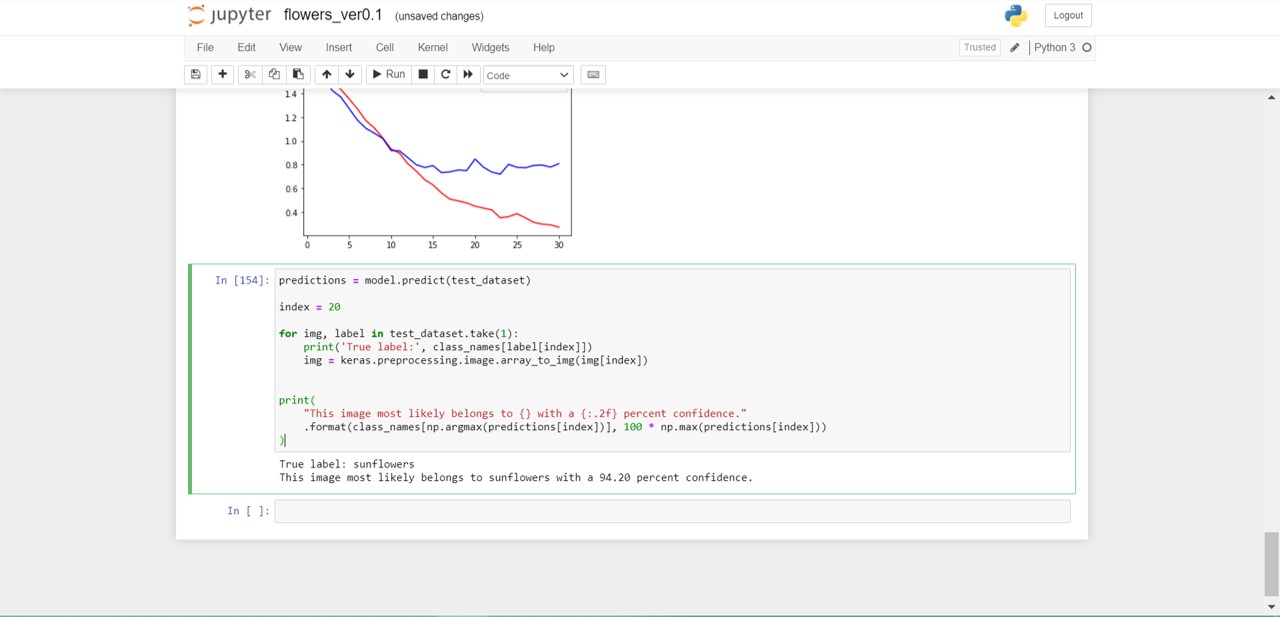 jupyter flowers_ver0.1 (unsaved changes) Logout
File Edit View Insert Cell Kernel Widgets Help Trusted Python 3
Run Code
1.4
1.2
1.0
0.8
0.6
0.4
0 5 10 15 20 25 30
In [154]: predictions = model.predict(test_dataset)
index = 20
for img, label in test_dataset.take(1):
    print('True label:', class_names[label[index]])
    img = keras.preprocessing.image.array_to_img(img[index])
print(
    "This image most likely belongs to {} with a {:.2f} percent confidence."
    .format(class_names[np.argmax(predictions[index])], 100 * np.max(predictions[index]))
)
True label: sunflowers
This image most likely belongs to sunflowers with a 94.20 percent confidence.
In [ ]: